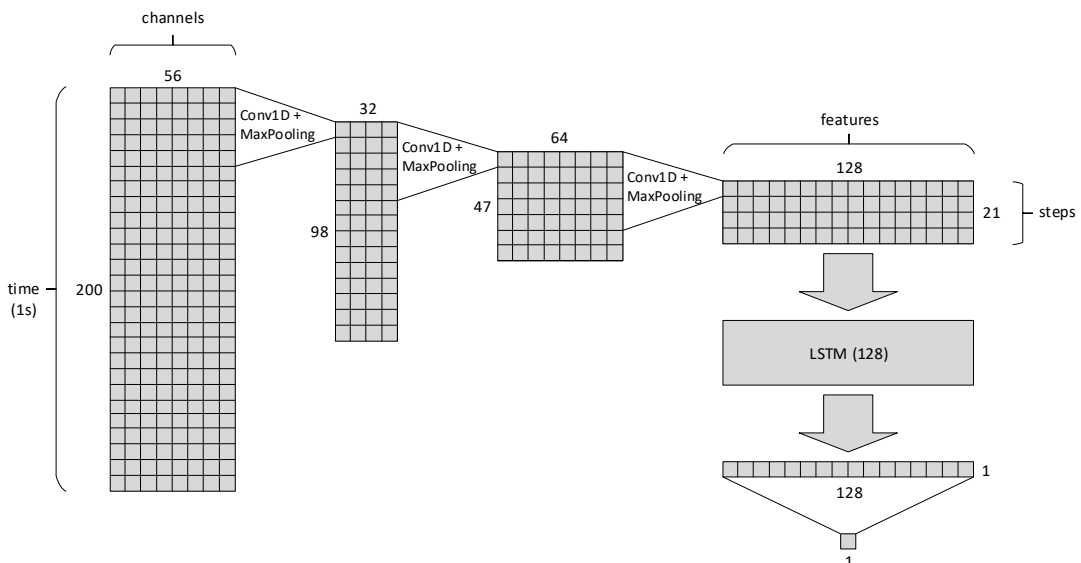 channels
56
Conv1D +
MaxPooling
32
Conv1D +
MaxPooling
64
Conv1D +
MaxPooling
features
128
21
steps
47
98
time
(1s)
200
LSTM (128)
1
128
1